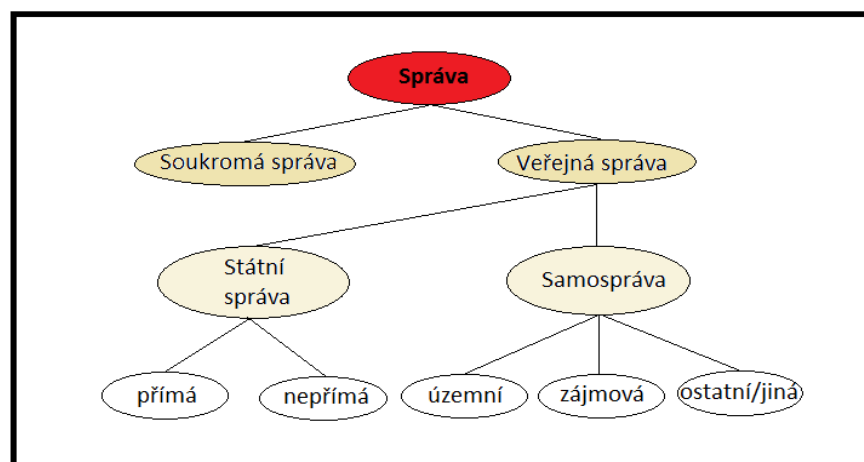 Správa
Soukromá správa
Veřejná správa
Státní
správa
Samospráva
přímá
nepřímá
územní
zájmová
ostatní/jiná